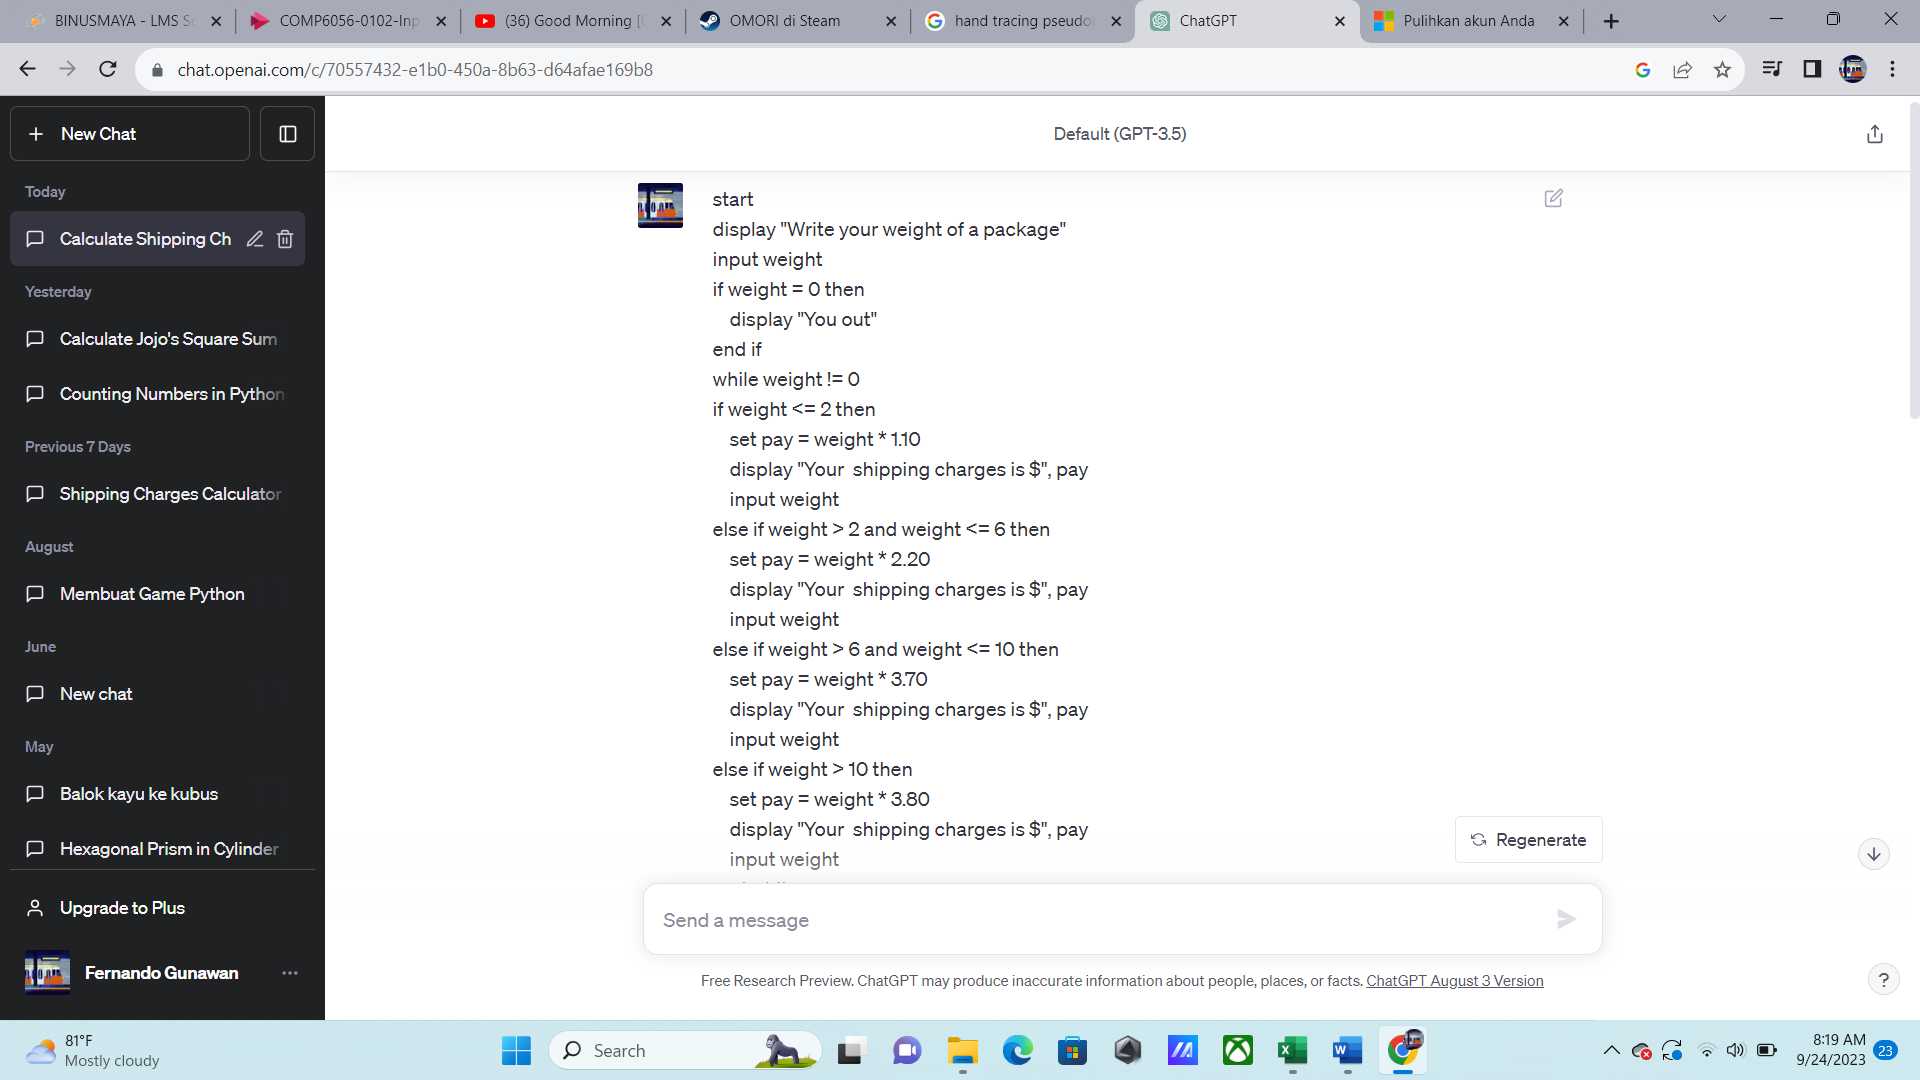 BINUSMAYA - LMS S
COMP6056-0102-Inp
(36) Good Morning [
OMORI di Steam
hand tracing pseudoc
ChatGPT
Pulihkan akun Anda
chat.openai.com/c/70557432-e1b0-450a-8b63-d64afae169b8
New Chat
Default (GPT-3.5)
Today
Calculate Shipping Ch
Yesterday
Calculate Jojo's Square Sum
Counting Numbers in Python
Previous 7 Days
Shipping Charges Calculator
August
Membuat Game Python
June
New chat
May
Balok kayu ke kubus
Hexagonal Prism in Cylinder
Upgrade to Plus
Fernando Gunawan
start
display "Write your weight of a package"
input weight
if weight = 0 then
display "You out"
end if
while weight != 0
if weight <= 2 then
set pay = weight * 1.10
display "Your  shipping charges is $", pay
input weight
else if weight > 2 and weight <= 6 then
set pay = weight * 2.20
display "Your  shipping charges is $", pay
input weight
else if weight > 6 and weight <= 10 then
set pay = weight * 3.70
display "Your  shipping charges is $", pay
input weight
else if weight > 10 then
set pay = weight * 3.80
display "Your  shipping charges is $", pay
input weight
Regenerate
Send a message
Free Research Preview. ChatGPT may produce inaccurate information about people, places, or facts. ChatGPT August 3 Version
?
81°F
Mostly cloudy
Search
8:19 AM
9/24/2023
23